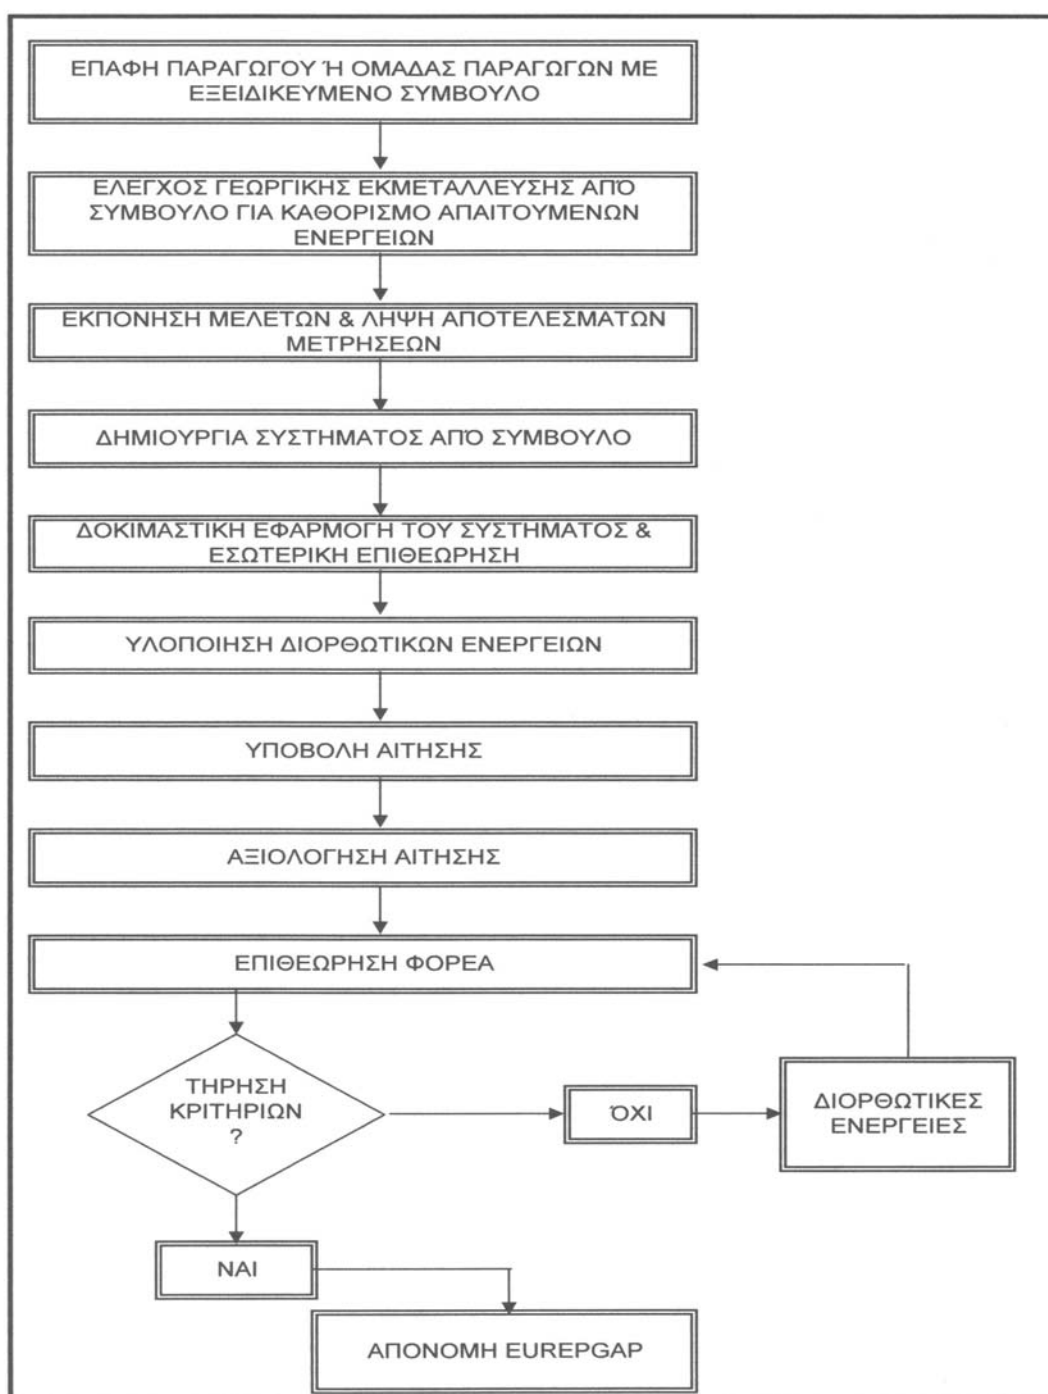 ΕΠΑΦΗ ΠΑΡΑΓΩΓΟΥ Ή ΟΜΑΔΑΣ ΠΑΡΑΓΩΓΩΝ ΜΕ
ΕΞΕΙΔΙΚΕΥΜΕΝΟ ΣΥΜΒΟΥΛΟ
ΕΛΕΓΧΟΣ ΓΕΩΡΓΙΚΗΣ ΕΚΜΕΤΑΛΛΕΥΣΗΣ ΑΠΌ
ΣΥΜΒΟΥΛΟ ΓΙΑ ΚΑΘΟΡΙΣΜΟ ΑΠΑΙΤΟΥΜΕΝΩΝ
ΕΝΕΡΓΕΙΩΝ
ΕΚΠΟΝΗΣΗ ΜΕΛΕΤΩΝ & ΛΗΨΗ ΑΠΟΤΕΛΕΣΜΑΤΩΝ
ΜΕΤΡΗΣΕΩΝ
ΔΗΜΙΟΥΡΓΙΑ ΣΥΣΤΗΜΑΤΟΣ ΑΠΌ ΣΥΜΒΟΥΛΟ
ΔΟΚΙΜΑΣΤΙΚΗ ΕΦΑΡΜΟΓΗ ΤΟΥ ΣΥΣΤΗΜΑΤΟΣ &
ΕΣΩΤΕΡΙΚΗ ΕΠΙΘΕΩΡΗΣΗ
ΥΛΟΠΟΙΗΣΗ ΔΙΟΡΘΩΤΙΚΩΝ ΕΝΕΡΓΕΙΩΝ
ΥΠΟΒΟΛΗ ΑΙΤΗΣΗΣ
ΑΞΙΟΛΟΓΗΣΗ ΑΙΤΗΣΗΣ
ΕΠΙΘΕΩΡΗΣΗ ΦΟΡΕΑ
ΤΗΡΗΣΗ
ΚΡΙΤΗΡΙΩΝ
?
ΌΧΙ
ΔΙΟΡΘΩΤΙΚΕΣ
ΕΝΕΡΓΕΙΕΣ
ΝΑΙ
ΑΠΟΝΟΜΗ EUREPGAP